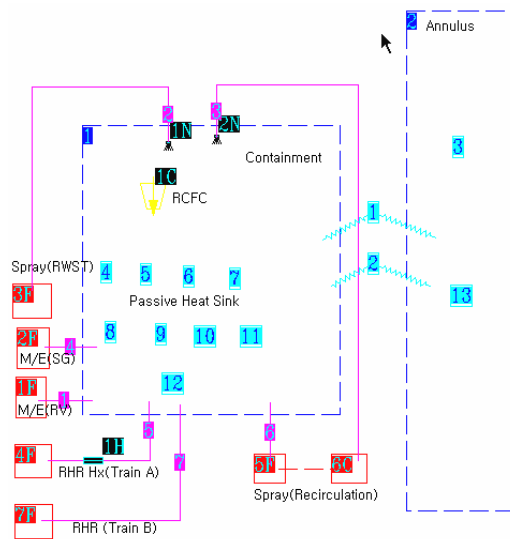 2 Annulus
2 3
1 1N 2N
3
Containment
1C
RCFC
1
2
Spray(RWST)
4 5 6 7
3F
Passive Heat Sink
13
2F 4
8 9 10 11
M/E(SG)
1F 1
12
M/E(RV)
5 7 6
4F 1H
5F 6C
RHR Hx(Train A)
Spray(Recirculation)
7F
RHR (Train B)